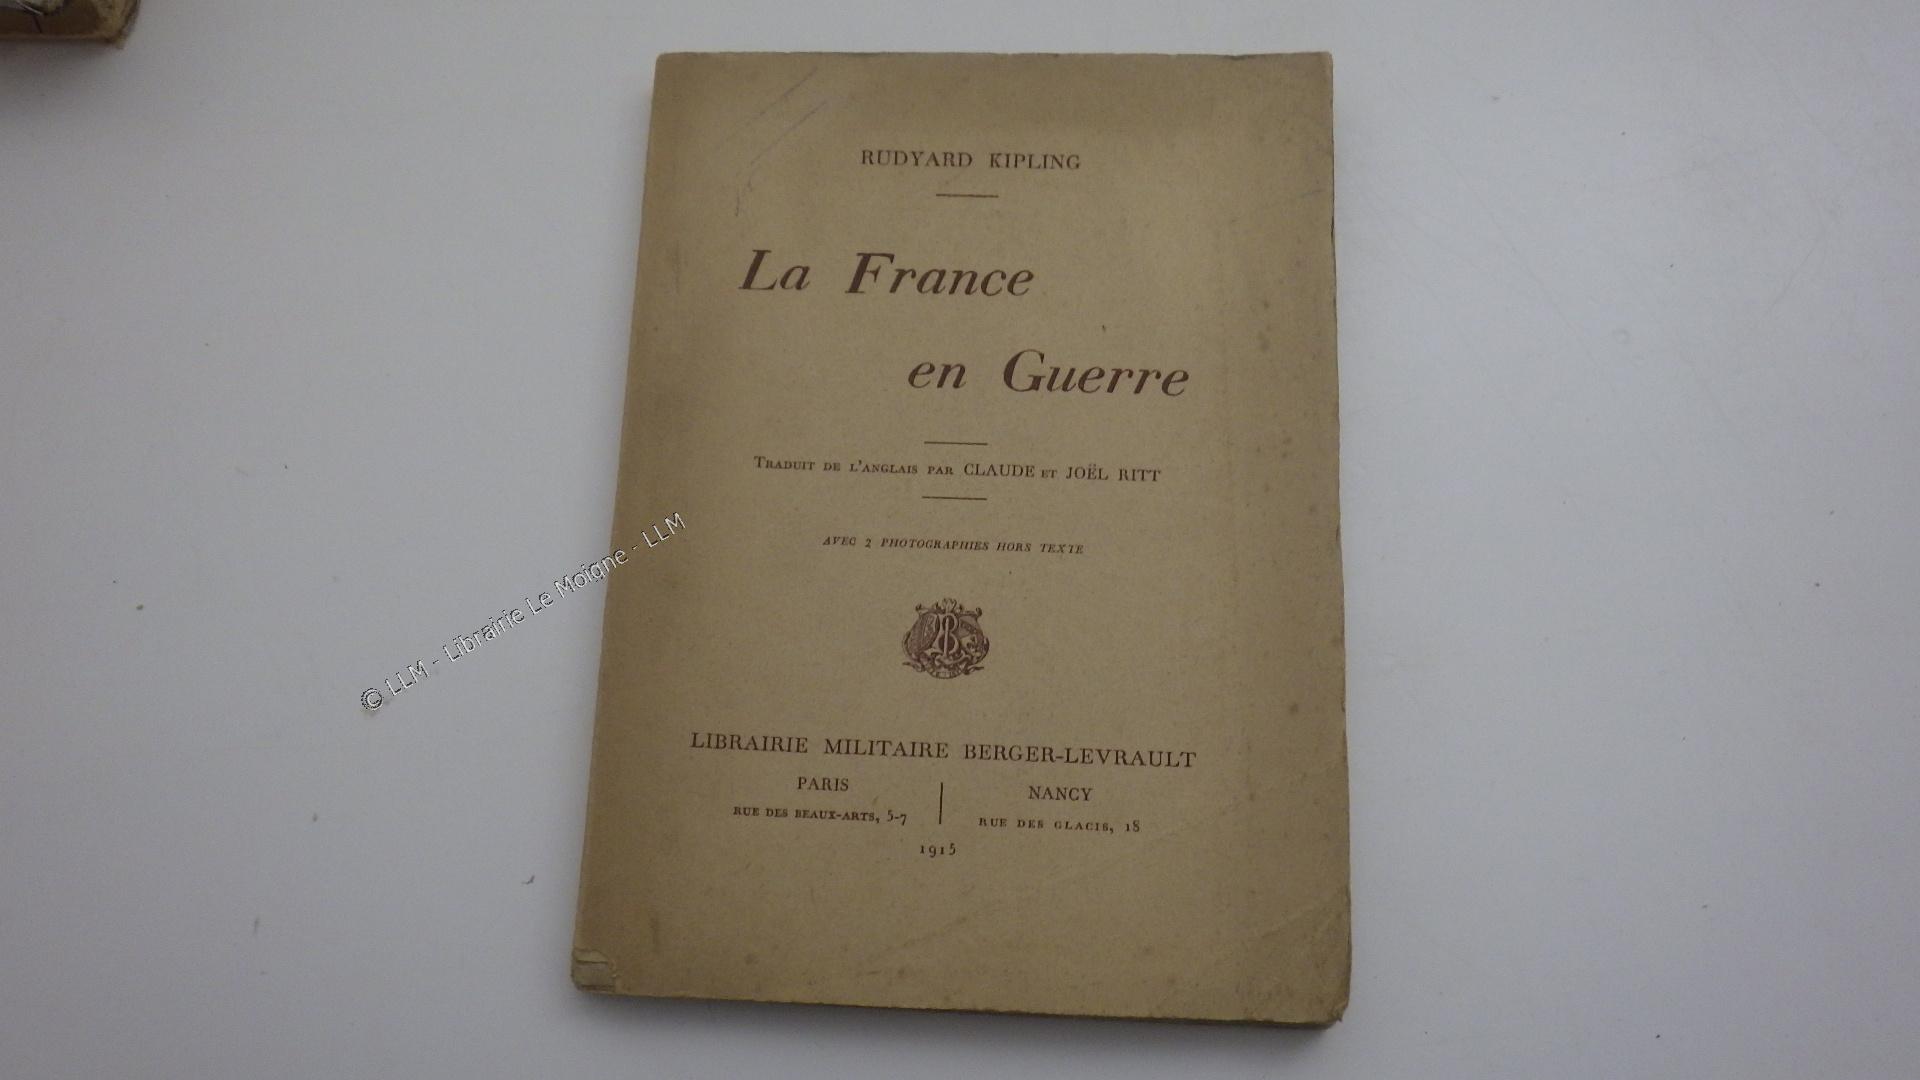 RUDYARD KIPLING
La France
en Guerre
TRADUIT DE L'ANGLAIS PAR CLAUDE ET JOËL RITT
AVEC 2 PHOTOGRAPHIES HORS TEXTE
LIBRAIRIE MILITAIRE BERGER-LEVRAULT
PARIS
RUE DES BEAUX-ARTS, 5-7
NANCY
RUE DES GLACIS, 18
1915
© LLM - Librairie Le Moigne - LLM